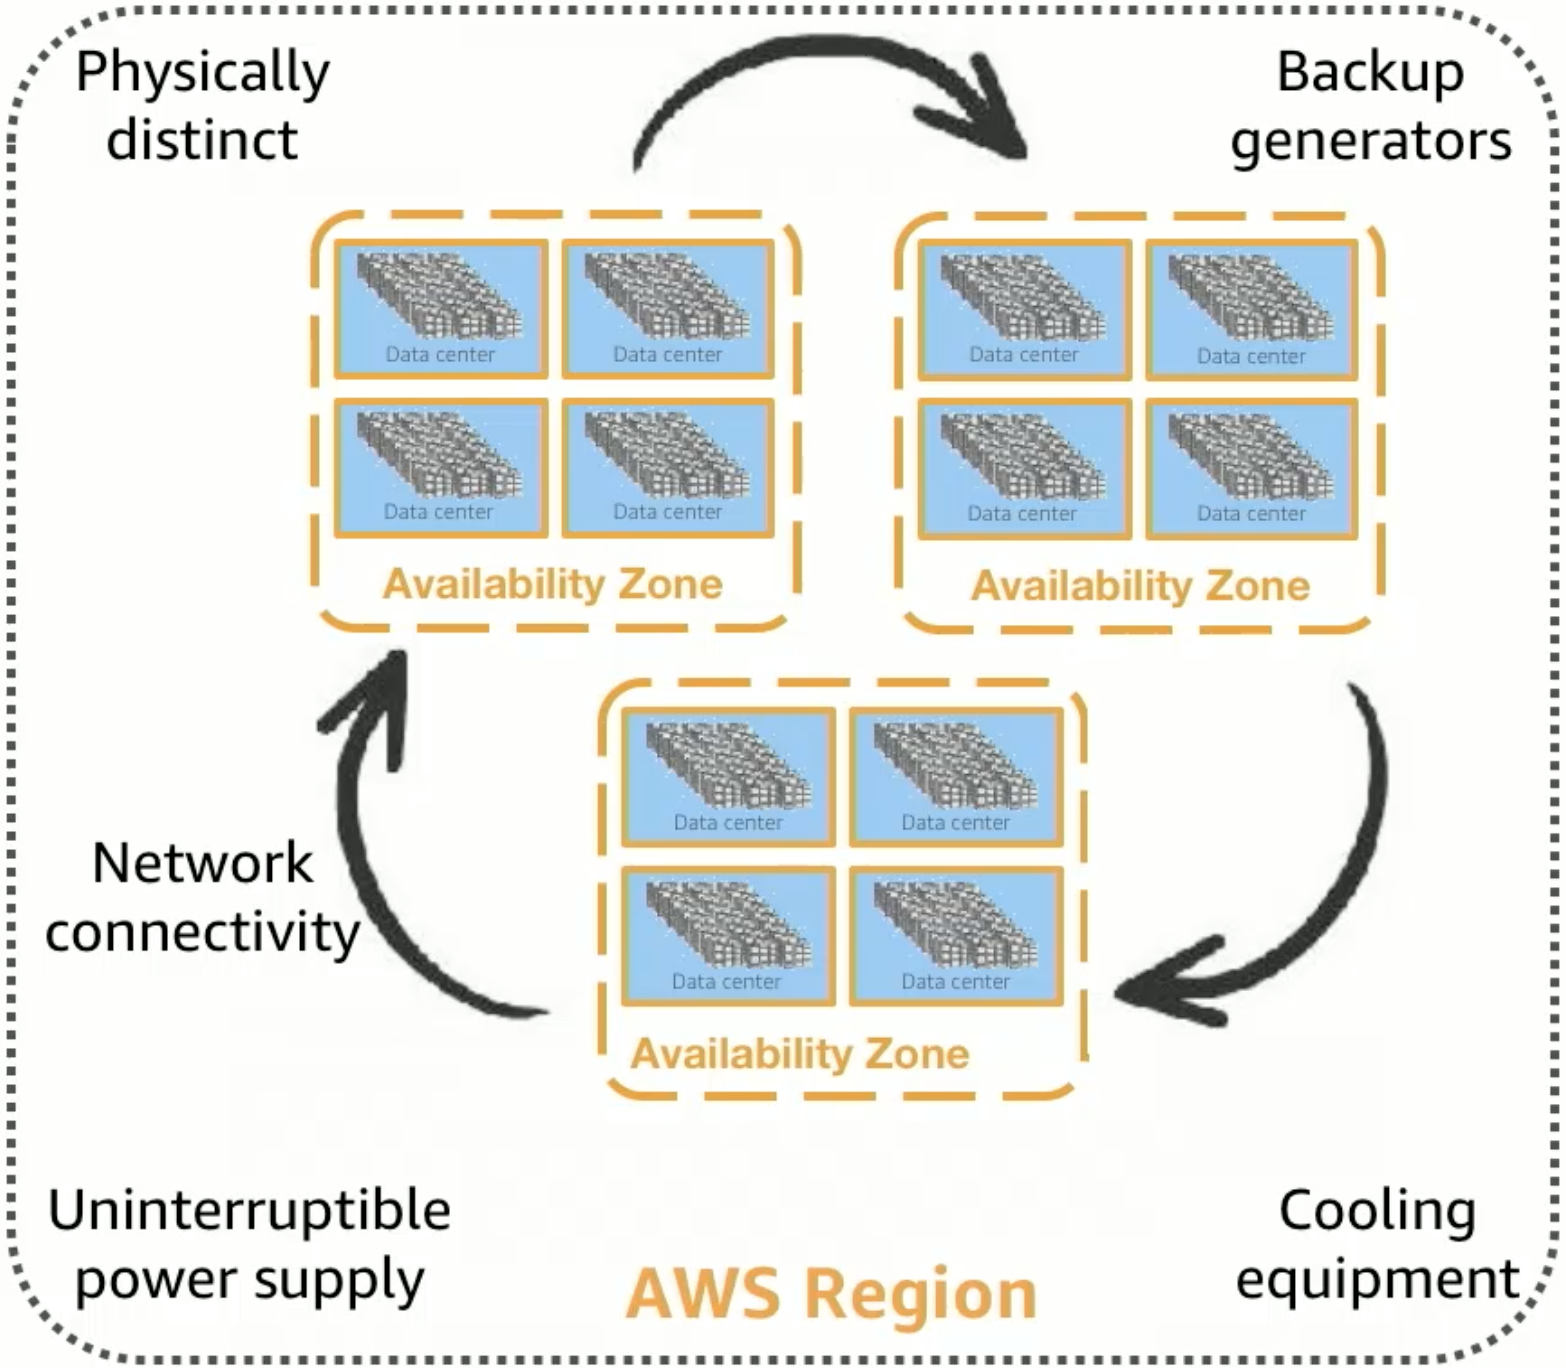 Physically
distinct
Backup
generators
Data center
Data center
Data center
Data center
Availability Zone
Data center
Data center
Data center
Data center
Availability Zone
Network
connectivity
Data center
Data center
Data center
Data center
Availability Zone
Uninterruptible
power supply
AWS Region
Cooling
equipment